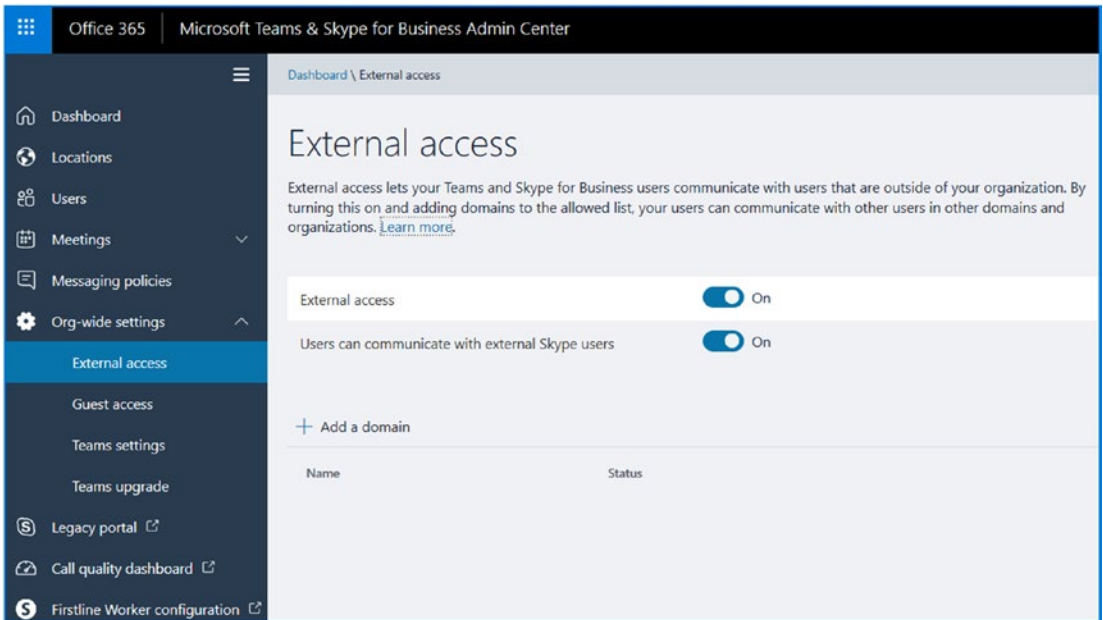 Office 365 Microsoft Teams & Skype for Business Admin Center
Dashboard \ External access
Dashboard
Locations
Users
Meetings
Messaging policies
Org-wide settings
External access
Guest access
Teams settings
Teams upgrade
Legacy portal
Call quality dashboard
Firstline Worker configuration
External access
External access lets your Teams and Skype for Business users communicate with users that are outside of your organization. By
turning this on and adding domains to the allowed list, your users can communicate with other users in other domains and
organizations. Learn more.
External access On
Users can communicate with external Skype users On
+ Add a domain
Name Status